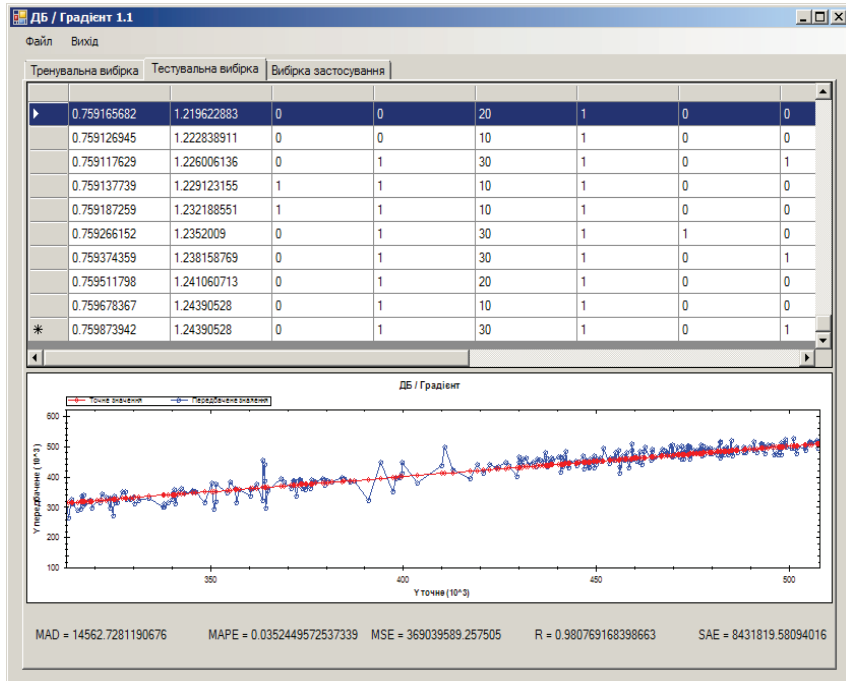 ДБ / Градієнт 1.1
Файл Вихід
Тренувальна вибірка Тестувальна вибірка Вибірка застосування
0.759165682 1.219622883 0 0 20 1 0 0
0.759126945 1.222838911 0 0 10 1 0 0
0.759117629 1.226006136 0 1 30 1 0 1
0.759137739 1.229123155 1 1 10 1 0 0
0.759187259 1.232188551 1 1 10 1 0 0
0.759266152 1.2352009 0 1 30 1 1 0
0.759374359 1.238158769 0 1 30 1 0 1
0.759511798 1.241060713 0 1 20 1 0 0
0.759678367 1.24390528 0 1 10 1 0 0
0.759873942 1.24390528 0 1 30 1 0 1
ДБ / Градієнт
Точне значення Передбачене значення
600
500
400
300
200
100
Y передбачене (10^3)
350 400 450 500
Y точне (10^3)
MAD = 14562.7281190676 MAPE = 0.0352449572537339 MSE = 369039589.257505 R = 0.980769168398663 SAE = 8431819.58094016